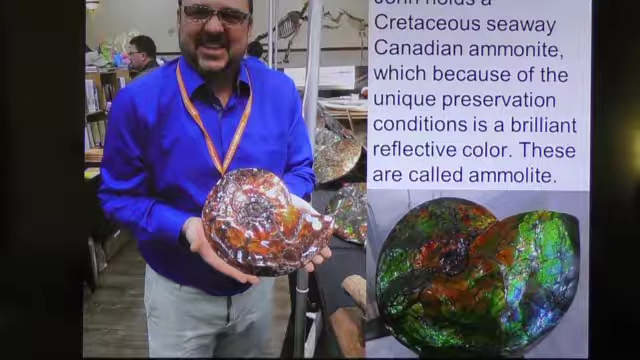 John holds a
Cretaceous seaway
Canadian ammonite,
which because of the
unique preservation
conditions is a brilliant
reflective color. These
are called ammolite.